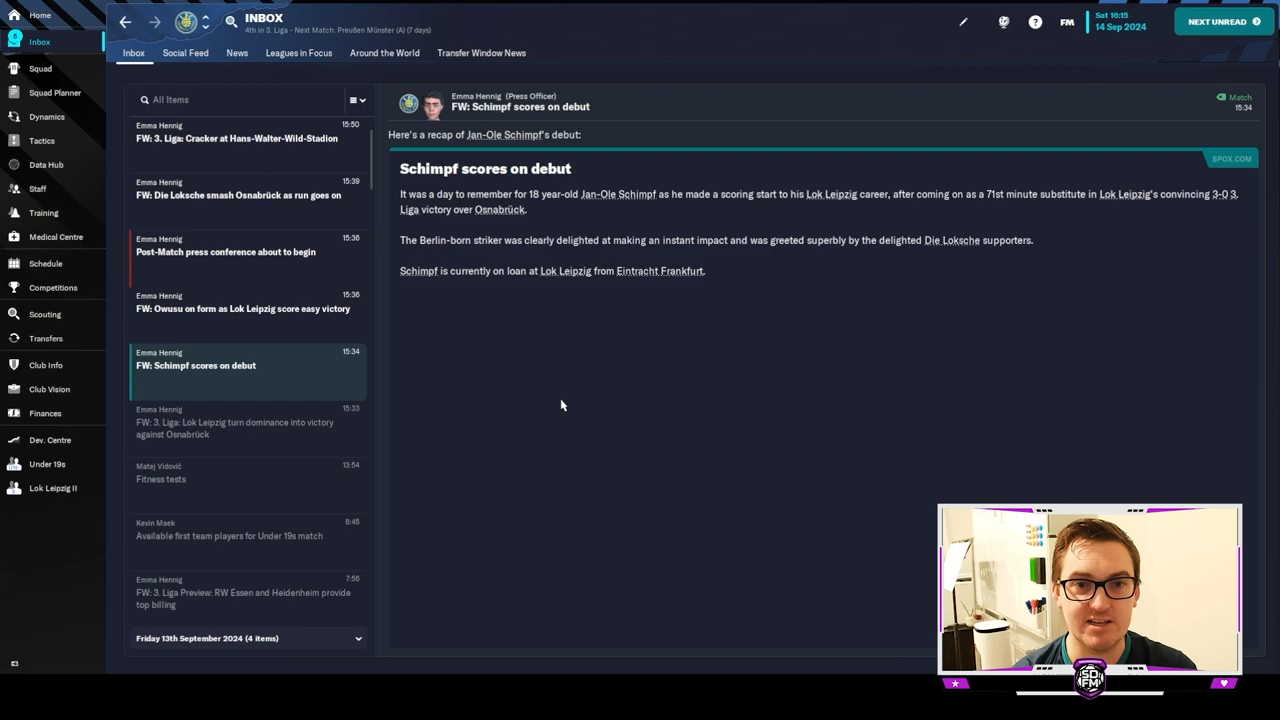 Home
INBOX
4th in 3. Liga - Next Match: Preußen Münster (A) (7 days)
FM
Sat 16:15
14 Sep 2024
NEXT UNREAD
6
Inbox
Squad
Squad Planner
Dynamics
Tactics
Data Hub
Staff
Training
Medical Centre
Schedule
Competitions
Scouting
Transfers
Club Info
Club Vision
Finances
Dev. Centre
Under 19s
Lok Leipzig II
Inbox
Social Feed
News
Leagues in Focus
Around the World
Transfer Window News
All Items
Emma Hennig
15:50
FW: 3. Liga: Cracker at Hans-Walter-Wild-Stadion
Emma Hennig
15:39
FW: Die Loksche smash Osnabrück as run goes on
Emma Hennig
15:36
Post-Match press conference about to begin
Emma Hennig
15:36
FW: Owusu on form as Lok Leipzig score easy victory
Emma Hennig
15:34
FW: Schimpf scores on debut
Emma Hennig
15:33
FW: 3. Liga: Lok Leipzig turn dominance into victory
against Osnabrück
Matej Vidovič
13:54
Fitness tests
Kevin Maek
8:45
Available first team players for Under 19s match
Emma Hennig
7:56
FW: 3. Liga Preview: RW Essen and Heidenheim provide
top billing
Friday 13th September 2024 (4 items)
Emma Hennig (Press Officer)
FW: Schimpf scores on debut
Match
15:34
Here's a recap of Jan-Ole Schimpf's debut:
SPOX.COM
Schimpf scores on debut
It was a day to remember for 18 year-old Jan-Ole Schimpf as he made a scoring start to his Lok Leipzig career, after coming on as a 71st minute substitute in Lok Leipzig's convincing 3-0 3.
Liga victory over Osnabrück.
The Berlin-born striker was clearly delighted at making an instant impact and was greeted superbly by the delighted Die Loksche supporters.
Schimpf is currently on loan at Lok Leipzig from Eintracht Frankfurt.
SD
FM